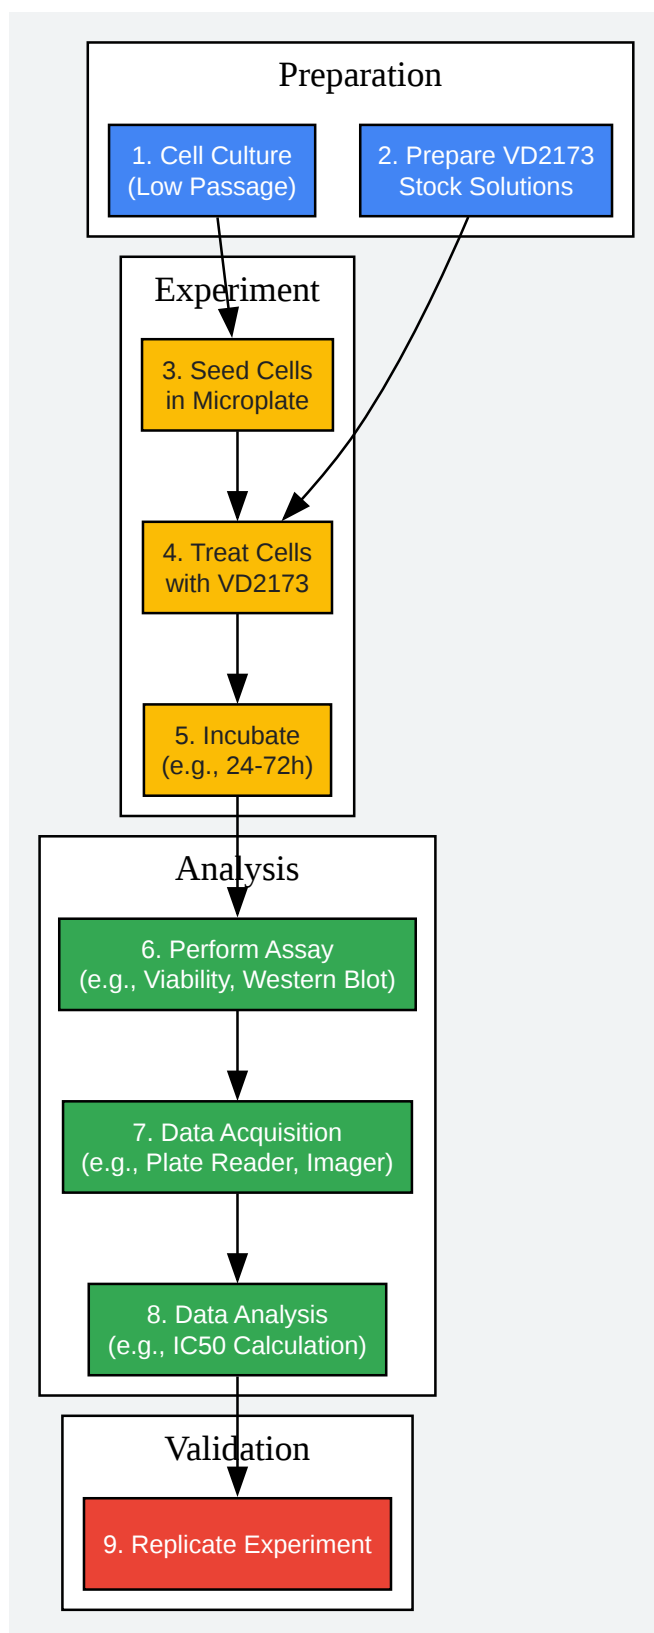 Preparation
1. Cell Culture
(Low Passage)
2. Prepare VD2173
Stock Solutions
Experiment
3. Seed Cells
in Microplate
4. Treat Cells
with VD2173
5. Incubate
(e.g., 24-72h)
Analysis
6. Perform Assay
(e.g., Viability, Western Blot)
7. Data Acquisition
(e.g., Plate Reader, Imager)
8. Data Analysis
(e.g., IC50 Calculation)
Validation
9. Replicate Experiment